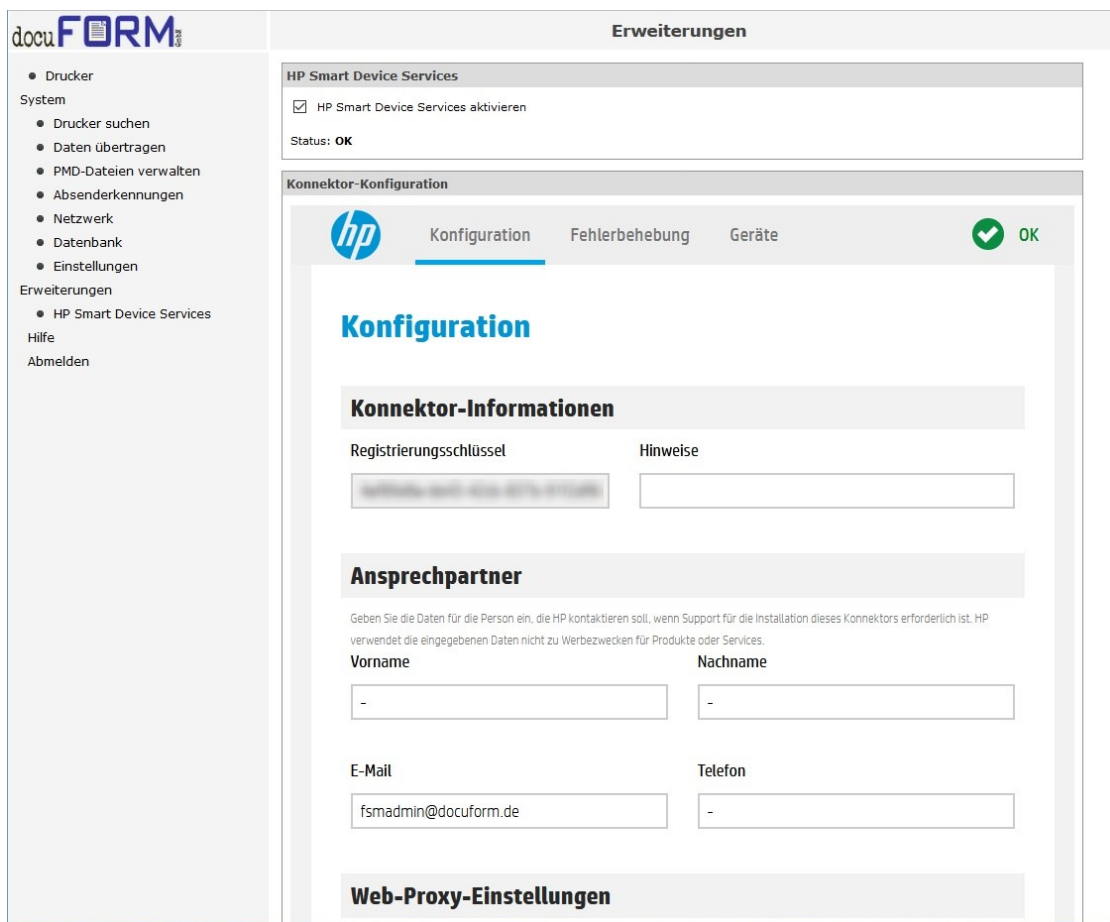 docuFORM GmbH
Erweiterungen
Drucker
System
Drucker suchen
Daten übertragen
PMD-Dateien verwalten
Absenderkennungen
Netzwerk
Datenbank
Einstellungen
Erweiterungen
HP Smart Device Services
Hilfe
Abmelden
HP Smart Device Services
HP Smart Device Services aktivieren
Status: OK
Konnektor-Konfiguration
hp Konfiguration Fehlerbehebung Geräte OK
Konfiguration
Konnektor-Informationen
Registrierungsschlüssel Hinweise
Ansprechpartner
Geben Sie die Daten für die Person ein, die HP kontaktieren soll, wenn Support für die Installation dieses Konnektors erforderlich ist. HP
verwendet die eingegebenen Daten nicht zu Werbezwecken für Produkte oder Services.
Vorname Nachname
- -
E-Mail Telefon
fsmadmin@docuform.de -
Web-Proxy-Einstellungen